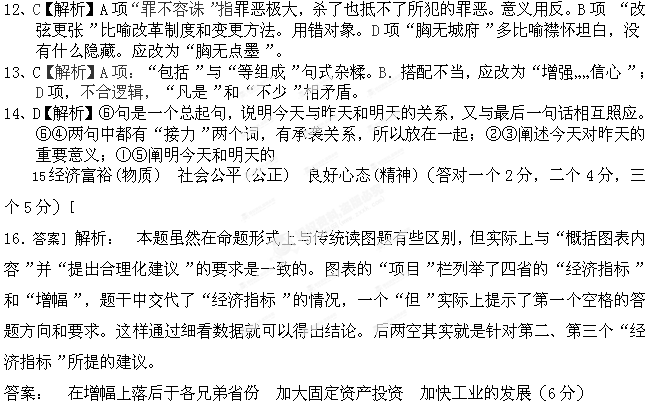 12、C【解析】A 项“罪不容诛”指罪恶极大，杀了也抵不了所犯的罪恶。意义用反。B 项 “改
弦更张”比喻改革制度和变更方法。用错对象。D 项“胸无城府”多比喻襟怀坦白，没
有什么隐藏。应改为“胸无点墨”。
13、C【解析】A 项：“包括”与“等组成”句式杂糅。B．搭配不当，应改为“增强……信心”；
D 项，不合逻辑，“凡是”和“不少”相矛盾。
14、D【解析】⑥句是一个总起句，说明今天与昨天和明天的关系，又与最后一句话相互照应。
⑥④两句中都有“接力”两个词，有承袭关系，所以放在一起；②③阐述今天对昨天的
重要意义；①⑤阐明今天和明天的
15 经济富裕(物质) 社会公平(公正) 良好心态(精神)（答对一个 2 分，二个 4 分，三
个 5 分）[
16．答案] 解析： 本题虽然在命题形式上与传统读图题有些区别，但实际上与“概括图表内
容”并“提出合理化建议”的要求是一致的。图表的“项目”栏列举了四省的“经济指标”
和“增幅”，题干中交代了“经济指标”的情况，一个“但”实际上提示了第一个空格的答
题方向和要求。这样通过细看数据就可以得出结论。后两空其实就是针对第二、第三个“经
济指标”所提的建议。
答案： 在增幅上落后于各兄弟省份 加大固定资产投资 加快工业的发展（6 分）